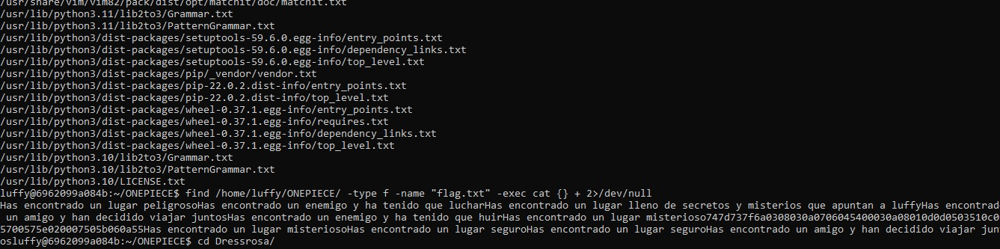 /usr/share/vim/vim82/pack/dist/opt/matchit/doc/matchit.txt
/usr/lib/python3.11/lib2to3/Grammar.txt
/usr/lib/python3.11/lib2to3/PatternGrammar.txt
/usr/lib/python3/dist-packages/setuptools-59.6.0.egg-info/entry_points.txt
/usr/lib/python3/dist-packages/setuptools-59.6.0.egg-info/dependency_links.txt
/usr/lib/python3/dist-packages/setuptools-59.6.0.egg-info/top_level.txt
/usr/lib/python3/dist-packages/pip/_vendor/vendor.txt
/usr/lib/python3/dist-packages/pip-22.0.2.dist-info/entry_points.txt
/usr/lib/python3/dist-packages/pip-22.0.2.dist-info/top_level.txt
/usr/lib/python3/dist-packages/wheel-0.37.1.egg-info/entry_points.txt
/usr/lib/python3/dist-packages/wheel-0.37.1.egg-info/requires.txt
/usr/lib/python3/dist-packages/wheel-0.37.1.egg-info/dependency_links.txt
/usr/lib/python3/dist-packages/wheel-0.37.1.egg-info/top_level.txt
/usr/lib/python3.10/lib2to3/Grammar.txt
/usr/lib/python3.10/lib2to3/PatternGrammar.txt
/usr/lib/python3.10/LICENSE.txt
luffy@6962099a084b:~/ONEPIECE$ find /home/luffy/ONEPIECE/ -type f -name "flag.txt" -exec cat {} + 2>/dev/null
Has encontrado un lugar peligrosoHas encontrado un enemigo y ha tenido que lucharHas encontrado un lugar lleno de secretos y misterios que apuntan a luffyHas encontrad
un amigo y han decidido viajar juntosHas encontrado un enemigo y ha tenido que huirHas encontrado un lugar misterioso747d737f6a0308030a0706045400030a08010d0d0503510c0
5700575e020007505b060a55Has encontrado un lugar misteriosoHas encontrado un lugar seguroHas encontrado un lugar seguroHas encontrado un amigo y han decidido viajar jun
osluffy@6962099a084b:~/ONEPIECE$ cd Dressrosa/